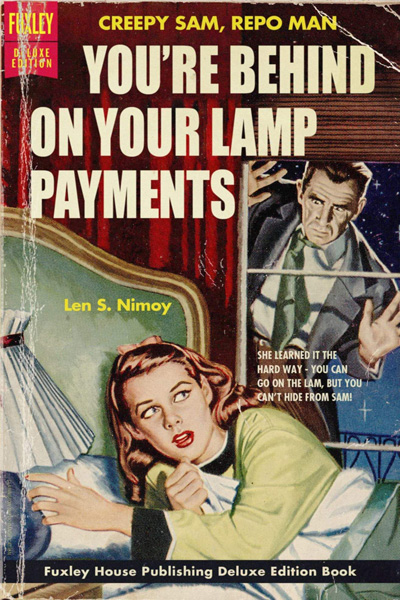 FUXLEY
DELUXE
EDITION
CREEPY SAM, REPO MAN
YOU'RE BEHIND
ON YOUR LAMP
PAYMENTS
Len S. Nimoy
SHE LEARNED IT THE
HARD WAY - YOU CAN
GO ON THE LAM, BUT YOU
CAN'T HIDE FROM SAM!
Fuxley House Publishing Deluxe Edition Book